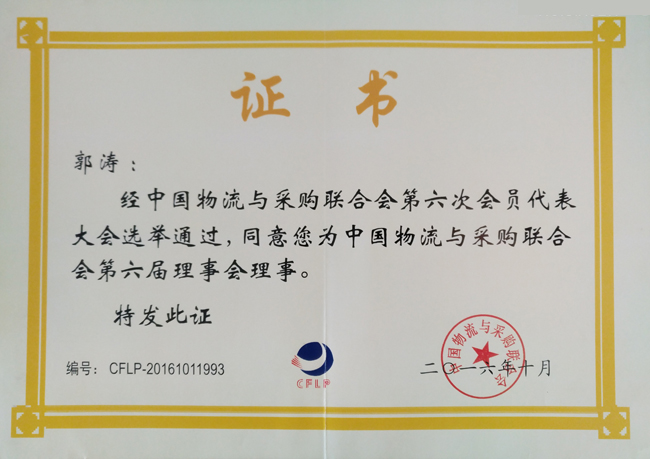 证 书
郭涛：
经中国物流与采购联合会第六次会员代表
大会选举通过，同意您为中国物流与采购联合
会第六届理事会理事。
特发此证
编号：CFLP-20161011993
CFLP
中国物流与采购联合会
二〇一六年十月